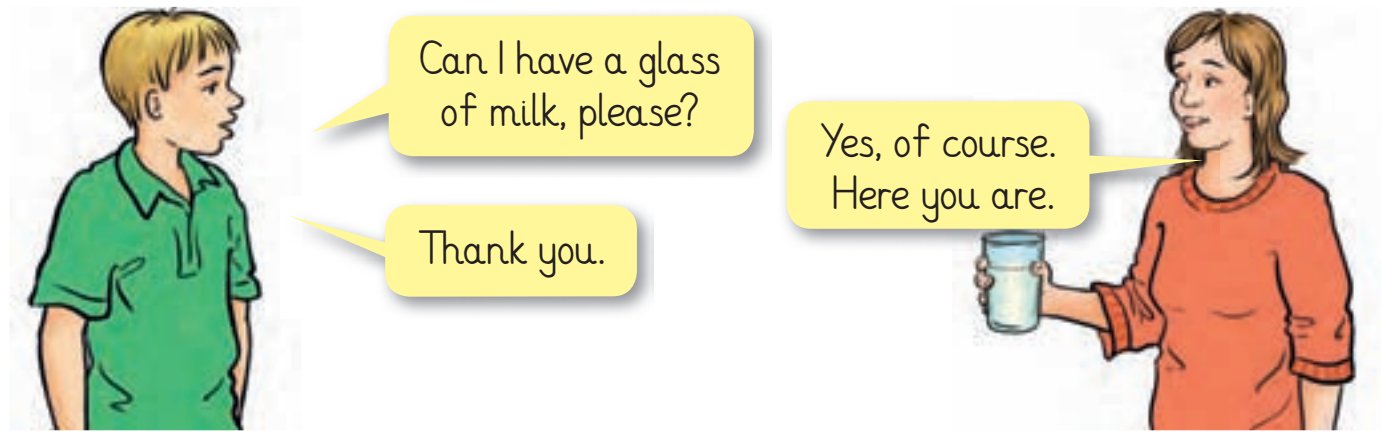 Can I have a glass
of milk, please?
Yes, of course.
Here you are.
Thank you.